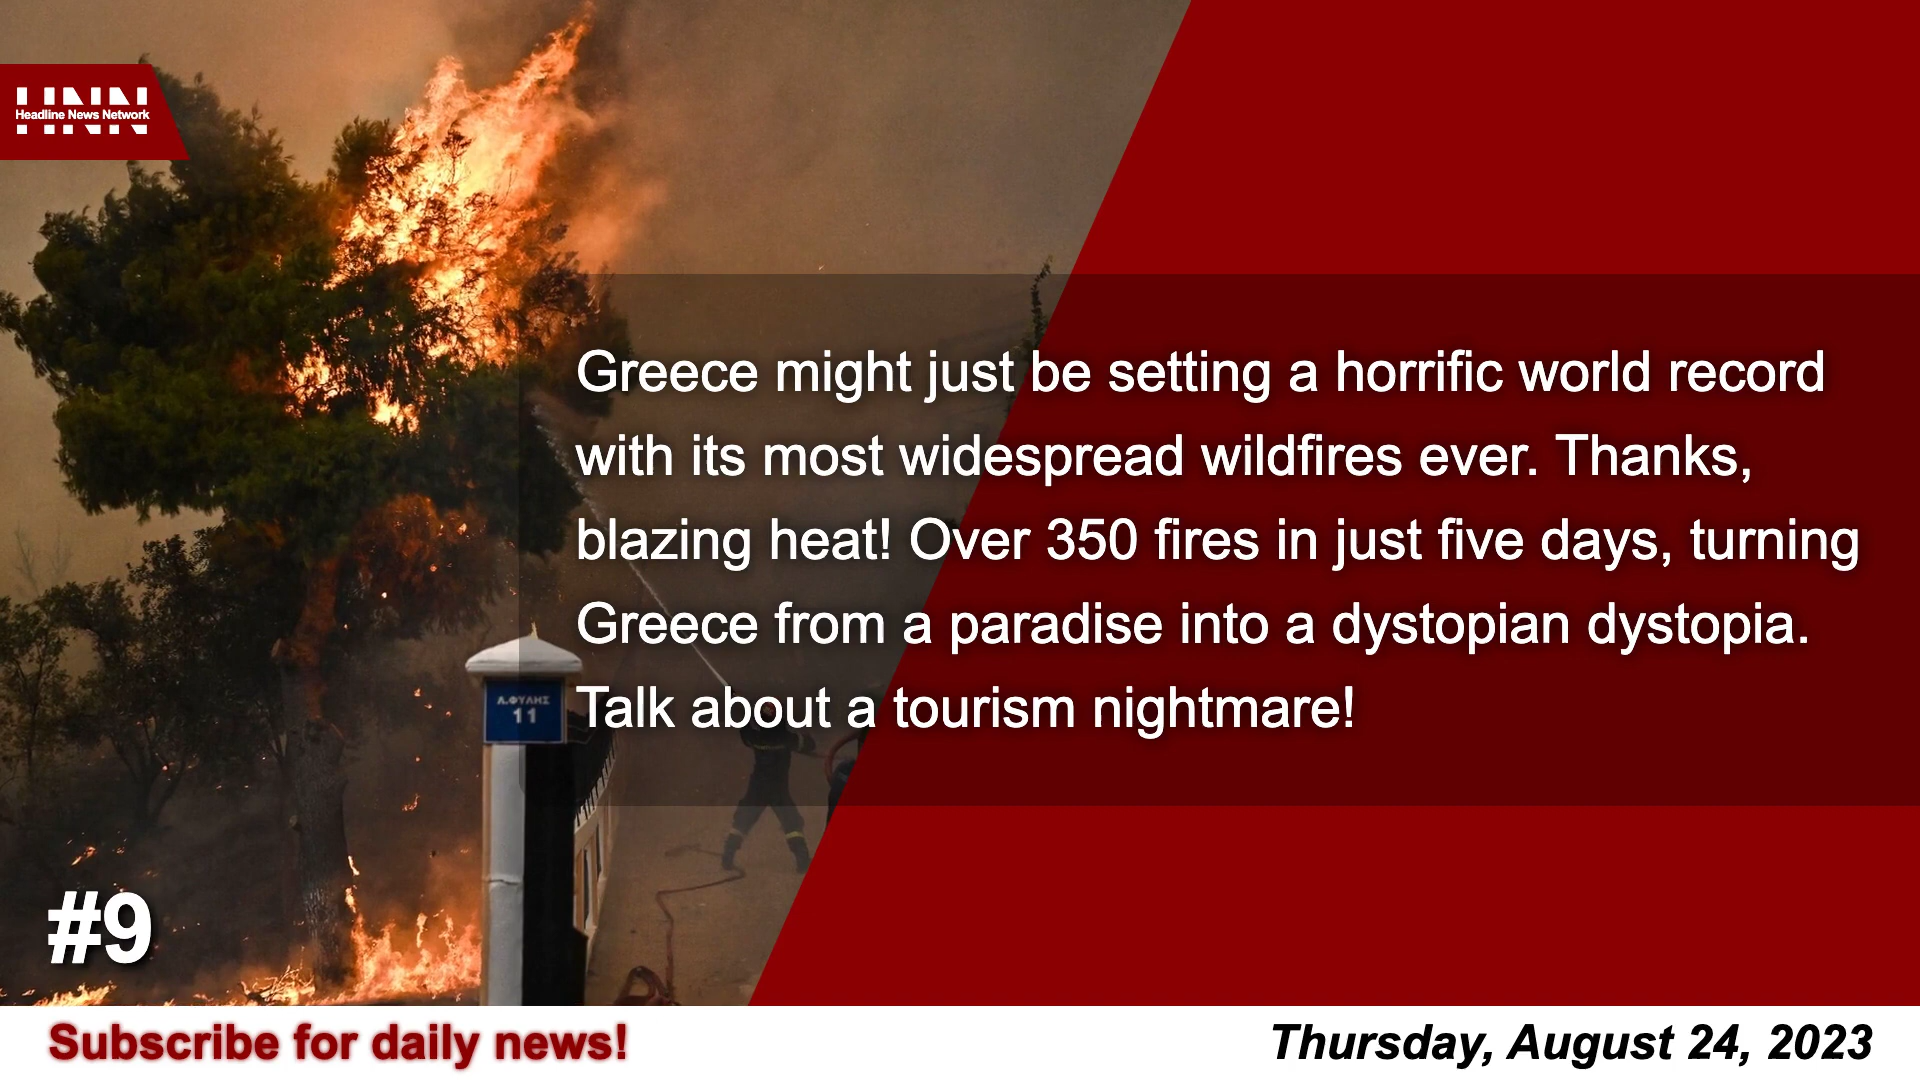 HNN
Headline News Network
Greece might just be setting a horrific world record
with its most widespread wildfires ever. Thanks,
blazing heat! Over 350 fires in just five days, turning
Greece from a paradise into a dystopian dystopia.
Talk about a tourism nightmare!
Λ.ΦΥΛΗΣ
11
#9
Subscribe for daily news!
Thursday, August 24, 2023